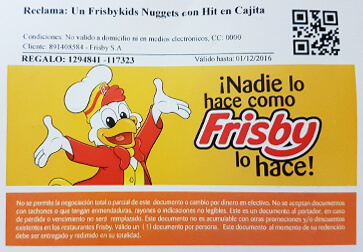 Reclama: Un Frisbykids Nuggets con Hit en Cajita
Condiciones: No valido a domicilio ni en medios electronicos, CC: 0000
Cliente: 891408584 - Frisby S.A
REGALO: 1294841 -117323
Válido hasta: 01/12/2016
¡Nadie lo
hace como
Frisby
lo hace!
No se permite la negociación total o parcial de este documento o cambio por dinero en efectivo. No se aceptan documentos
con tachones o que tengan enmendaduras, rayones o indicaciones no legibles. Este es un documento al portador, en caso
de pérdida o vencimiento no será remplazado. Este documento no es acumulable con otras promociones y/o descuentos
existentes en los restaurantes Frisby. Válido un (1) documento por persona. Este documento al momento de su redención
debe ser entregado y redimido en su totalidad.